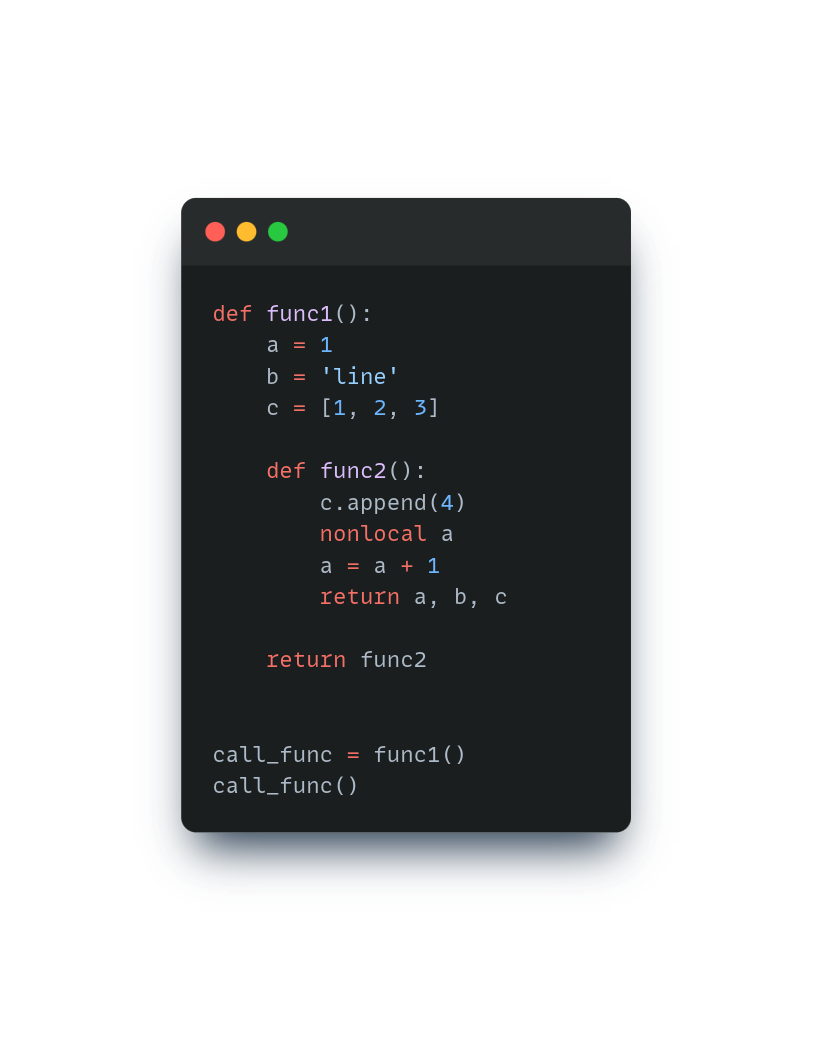 def func1():
    a = 1
    b = 'line'
    c = [1, 2, 3]

    def func2():
        c.append(4)
        nonlocal a
        a = a + 1
        return a, b, c

    return func2


call_func = func1()
call_func()